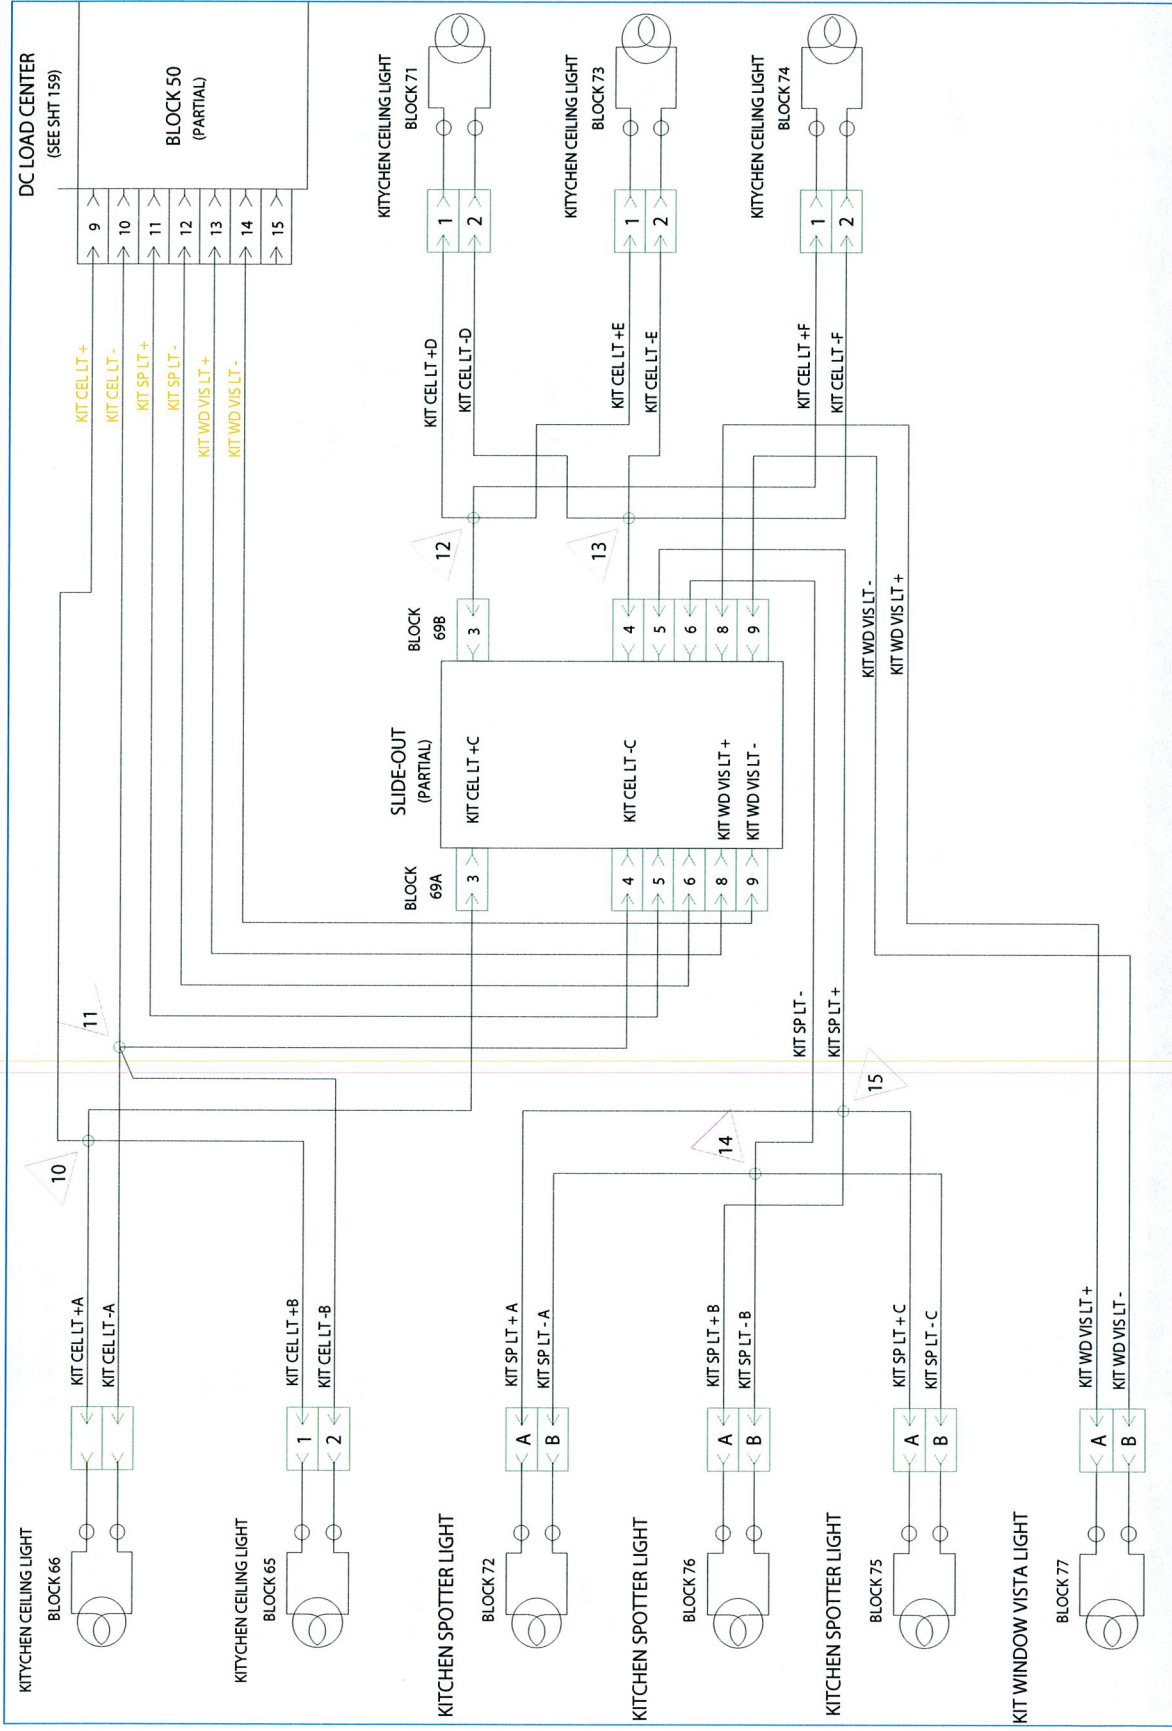 DC LOAD CENTER
(SEE SHT 159)
BLOCK 50
(PARTIAL)
9
10
11
12
13
14
15
KIT CEL LT +
KIT CEL LT -
KIT SP LT +
KIT SP LT -
KIT WD VIS LT +
KIT WD VIS LT -
KITYCHEN CEILING LIGHT
BLOCK 71
1
2
KIT CEL LT +D
KIT CEL LT -D
KITYCHEN CEILING LIGHT
BLOCK 73
1
2
KIT CEL LT +E
KIT CEL LT -E
KITYCHEN CEILING LIGHT
BLOCK 74
1
2
KIT CEL LT +F
KIT CEL LT -F
12
13
BLOCK
69B
3
4
5
6
8
9
SLIDE-OUT
(PARTIAL)
KIT CEL LT +C
KIT CEL LT -C
KIT WD VIS LT +
KIT WD VIS LT -
BLOCK
69A
3
4
5
6
8
9
KIT WD VIS LT -
KIT WD VIS LT +
KIT SP LT -
KIT SP LT +
10
11
14
15
KITYCHEN CEILING LIGHT
BLOCK 66
KIT CEL LT +A
KIT CEL LT -A
KITYCHEN CEILING LIGHT
BLOCK 65
1
2
KIT CEL LT +B
KIT CEL LT -B
KITCHEN SPOTTER LIGHT
BLOCK 72
A
B
KIT SP LT + A
KIT SP LT - A
KITCHEN SPOTTER LIGHT
BLOCK 76
A
B
KIT SP LT + B
KIT SP LT - B
KITCHEN SPOTTER LIGHT
BLOCK 75
A
B
KIT SP LT + C
KIT SP LT - C
KIT WINDOW VISTA LIGHT
BLOCK 77
A
B
KIT WD VIS LT +
KIT WD VIS LT -